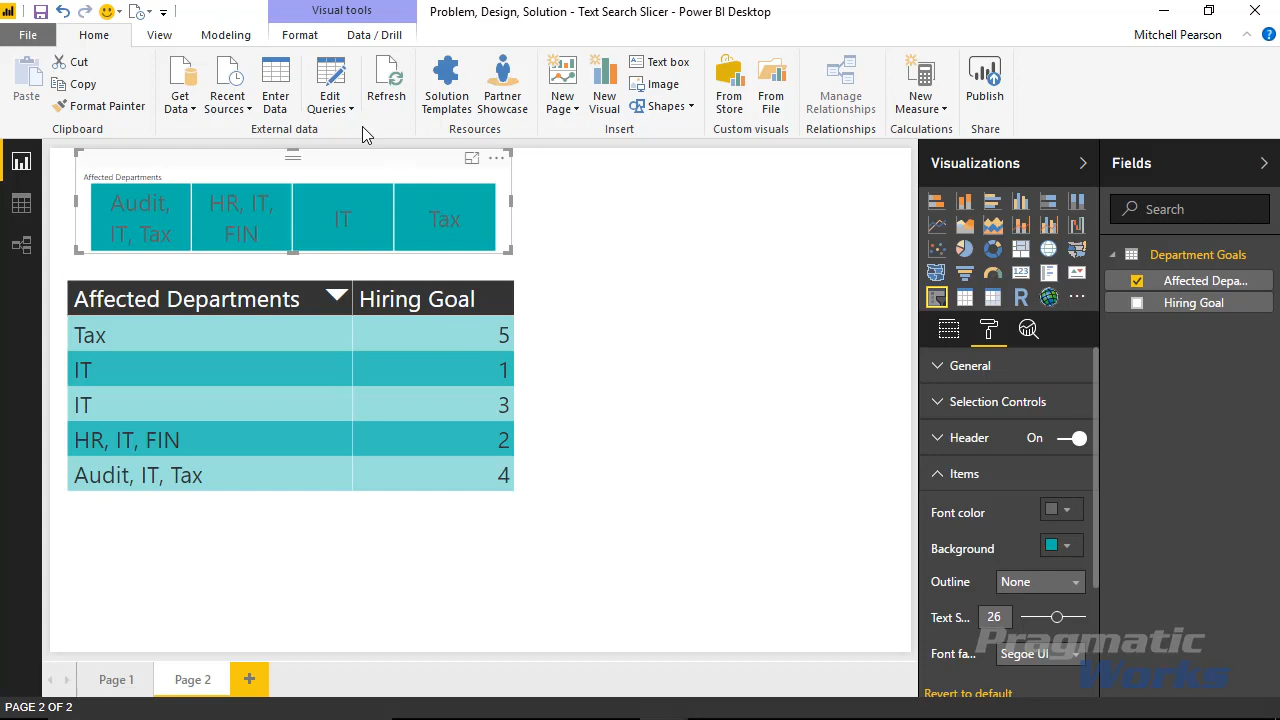 Visual tools
Problem, Design, Solution - Text Search Slicer - Power BI Desktop
File Home View Modeling Format Data / Drill
Mitchell Pearson
Paste
Cut
Copy
Format Painter
Clipboard
Get Data
Recent Sources
Enter Data
Edit Queries
Refresh
External data
Solution Templates
Partner Showcase
Resources
New Page
New Visual
Text box
Image
Shapes
Insert
From Store
From File
Custom visuals
Manage Relationships
Relationships
New Measure
Calculations
Publish
Share
Affected Departments
Audit, IT, Tax
HR, IT, FIN
IT
Tax
Affected Departments Hiring Goal
Tax 5
IT 1
IT 3
HR, IT, FIN 2
Audit, IT, Tax 4
Visualizations
123
R
General
Selection Controls
Header On
Items
Font color
Background
Outline None
Text S... 26
Font fa... Segoe UI
Revert to default
Fields
Search
Department Goals
Affected Depa...
Hiring Goal
Pragmatic
Works
Page 1
Page 2
PAGE 2 OF 2